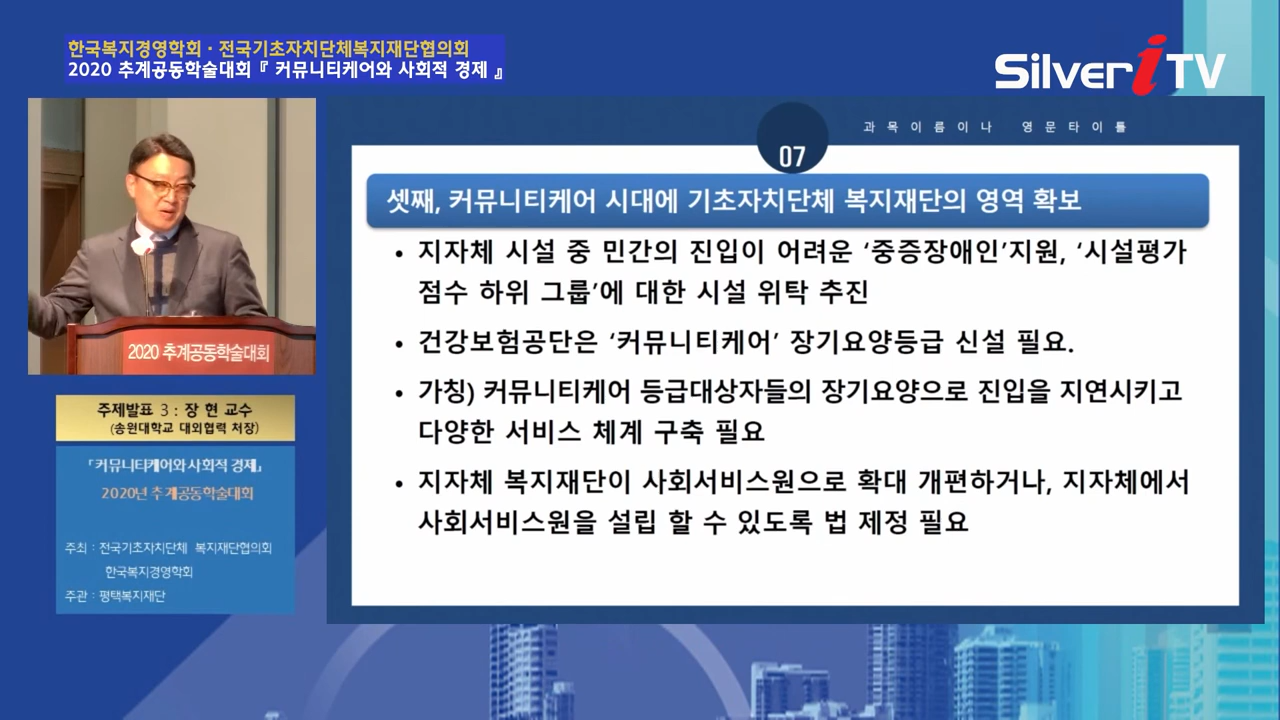 한국복지경영학회 · 전국기초자치단체복지재단협의회
2020 추계공동학술대회 『 커뮤니티케어와 사회적 경제 』
SilveriTV
과목이름이나 영문타이틀
07
셋째, 커뮤니티케어 시대에 기초자치단체 복지재단의 영역 확보
• 지자체 시설 중 민간의 진입이 어려운 ‘중증장애인’지원, ‘시설평가
점수 하위 그룹’에 대한 시설 위탁 추진
• 건강보험공단은 ‘커뮤니티케어’ 장기요양등급 신설 필요.
• 가칭) 커뮤니티케어 등급대상자들의 장기요양으로 진입을 지연시키고
다양한 서비스 체계 구축 필요
• 지자체 복지재단이 사회서비스원으로 확대 개편하거나, 지자체에서
사회서비스원을 설립 할 수 있도록 법 제정 필요
2020 추계공동학술대회
주제발표 3 : 장 현 교수
(송원대학교 대외협력 처장)
『커뮤니티케어와 사회적 경제』
2020년 추계공동학술대회
주최 : 전국기초자치단체 복지재단협의회
한국복지경영학회
주관 : 평택복지재단